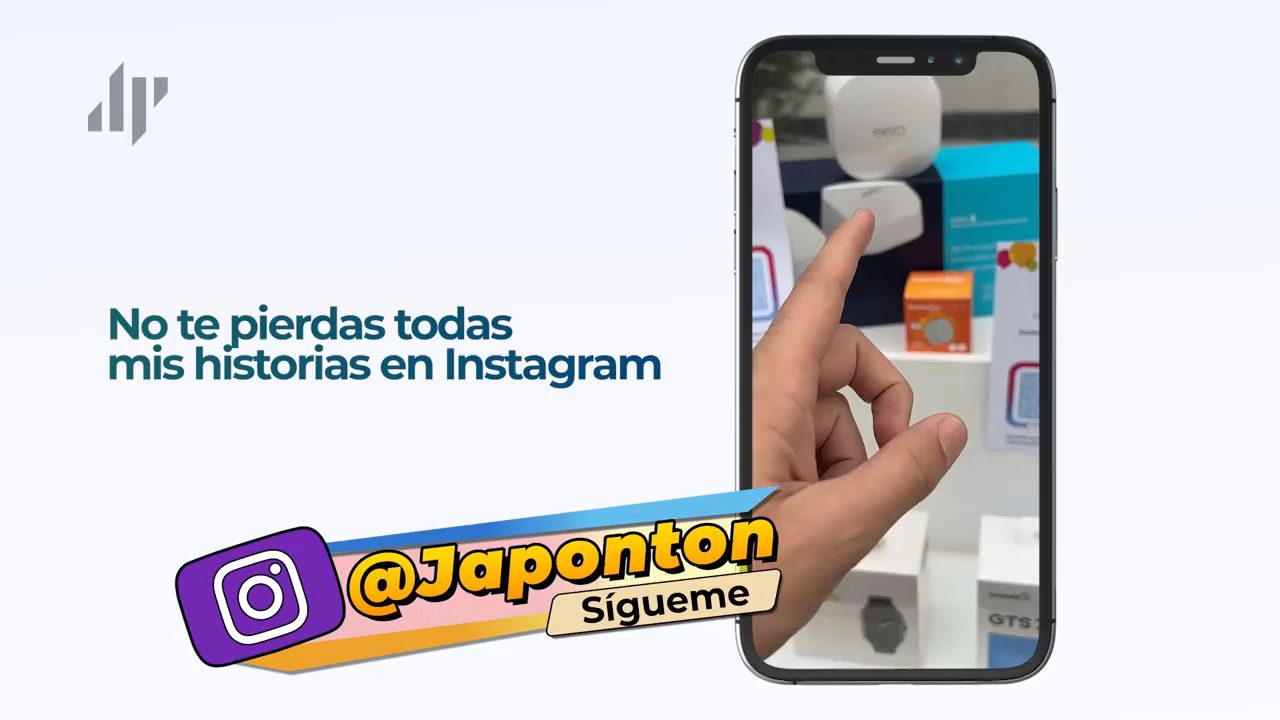 No te pierdas todas
mis historias en Instagram
eero
GTS
@Japonton
Sígueme